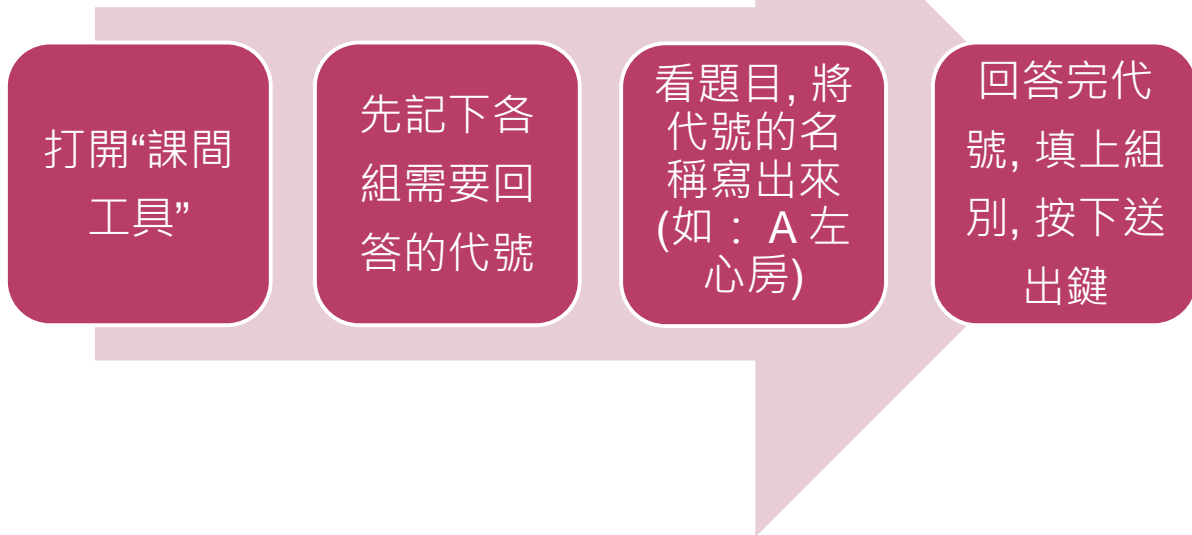 打開“課間
工具”
先記下各
組需要回
答的代號
看題目, 將
代號的名
稱寫出來
(如： A 左
心房)
回答完代
號, 填上組
別, 按下送
出鍵